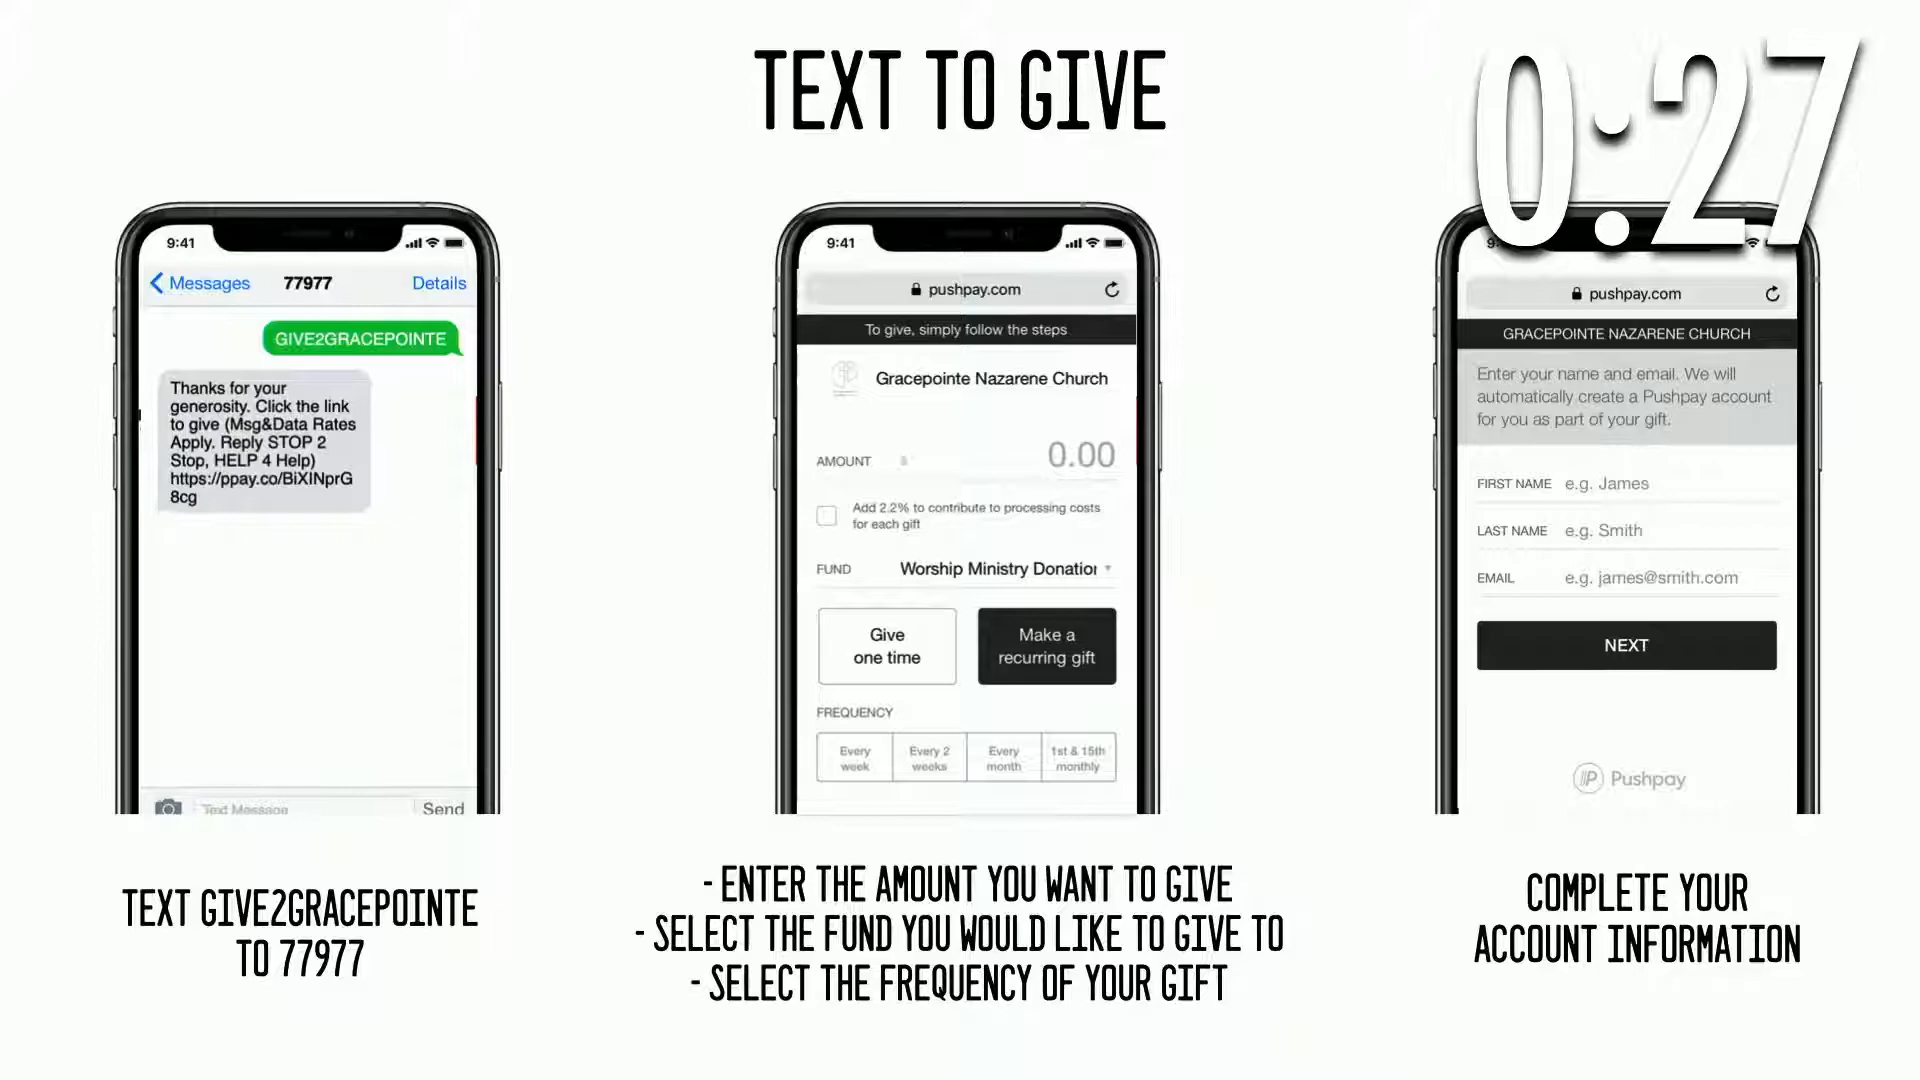 TEXT TO GIVE
0:27
9:41
Messages 77977 Details
GIVE2GRACEPOINTE
Thanks for your
generosity. Click the link
to give (Msg&Data Rates
Apply. Reply STOP 2
Stop, HELP 4 Help)
https://ppay.co/BiXINprG
8cg
Text Message Send
TEXT GIVE2GRACEPOINTE
TO 77977
9:41
pushpay.com
To give, simply follow the steps
Gracepointe Nazarene Church
AMOUNT 0.00
Add 2.2% to contribute to processing costs
for each gift
FUND Worship Ministry Donation
Give
one time
Make a
recurring gift
FREQUENCY
Every
week
Every 2
weeks
Every
month
1st & 15th
monthly
- ENTER THE AMOUNT YOU WANT TO GIVE
- SELECT THE FUND YOU WOULD LIKE TO GIVE TO
- SELECT THE FREQUENCY OF YOUR GIFT
pushpay.com
GRACEPOINTE NAZARENE CHURCH
Enter your name and email. We will
automatically create a Pushpay account
for you as part of your gift.
FIRST NAME e.g. James
LAST NAME e.g. Smith
EMAIL e.g. james@smith.com
NEXT
Pushpay
COMPLETE YOUR
ACCOUNT INFORMATION